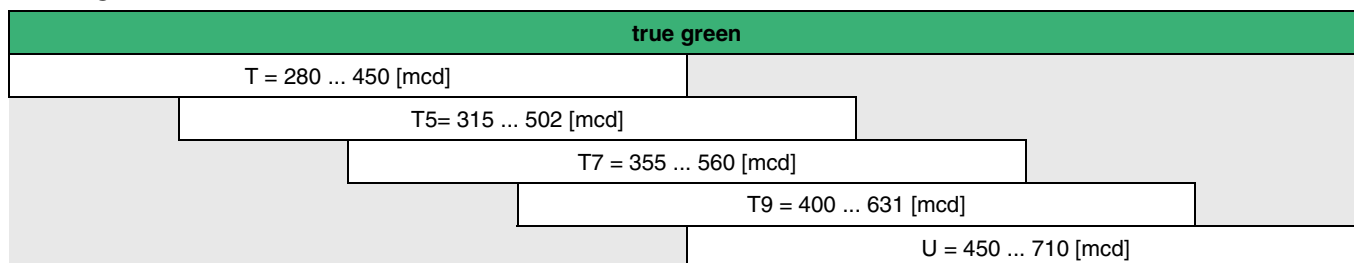 true green
T = 280 ... 450 [mcd]
T5= 315 ... 502 [mcd]
T7 = 355 ... 560 [mcd]
T9 = 400 ... 631 [mcd]
U = 450 ... 710 [mcd]